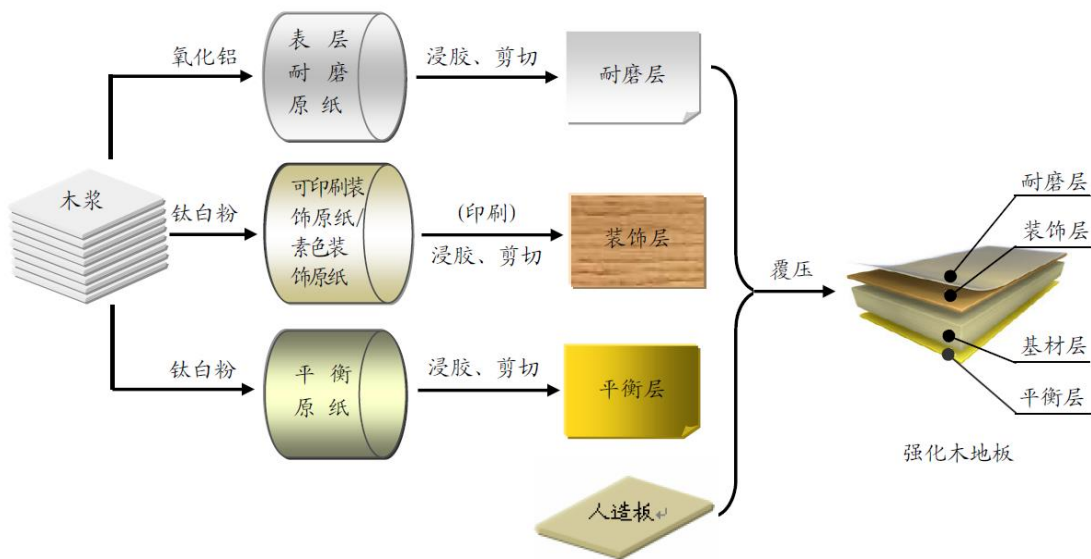 木浆
氧化铝
表层
耐磨
原纸
浸胶、剪切
耐磨层
钛白粉
可印刷装
饰原纸/
素色装
饰原纸
(印刷)
浸胶、剪切
装饰层
钛白粉
平衡
原纸
浸胶、剪切
平衡层
人造板
覆压
耐磨层
装饰层
基材层
平衡层
强化木地板